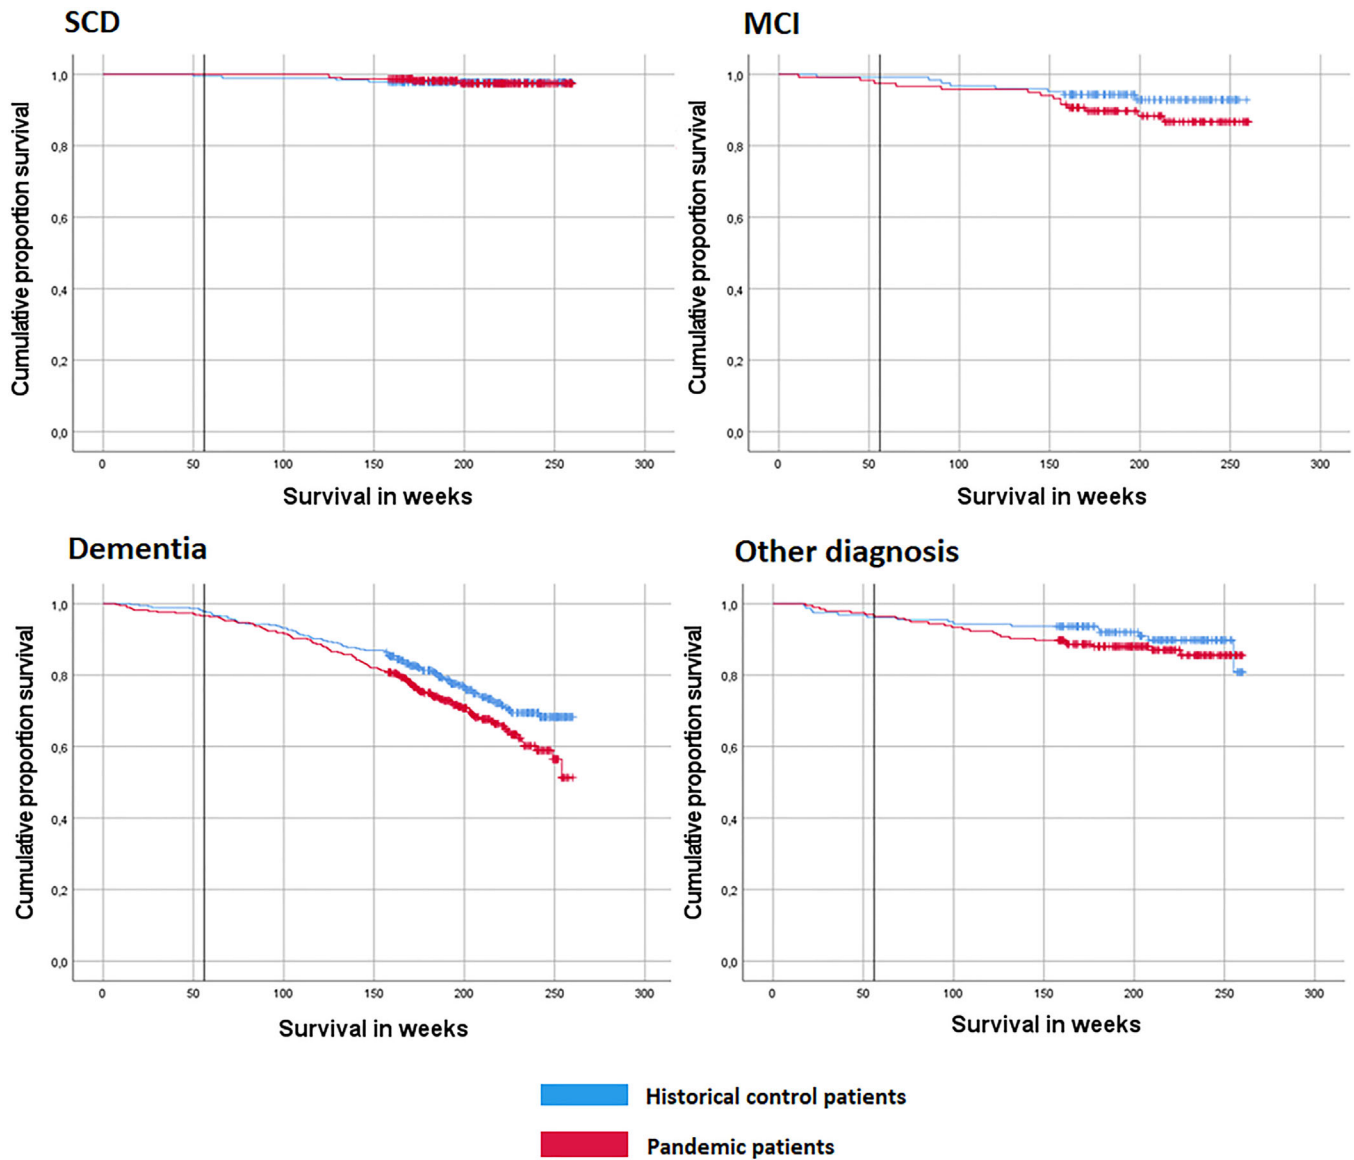 SCD
Cumulative proportion survival
1,0
0,8
0,6
0,4
0,2
0,0
0 50 100 150 200 250 300
Survival in weeks
MCI
Cumulative proportion survival
1,0
0,8
0,6
0,4
0,2
0,0
0 50 100 150 200 250 300
Survival in weeks
Dementia
Cumulative proportion survival
1,0
0,8
0,6
0,4
0,2
0,0
0 50 100 150 200 250 300
Survival in weeks
Other diagnosis
Cumulative proportion survival
1,0
0,8
0,6
0,4
0,2
0,0
0 50 100 150 200 250 300
Survival in weeks
Historical control patients
Pandemic patients